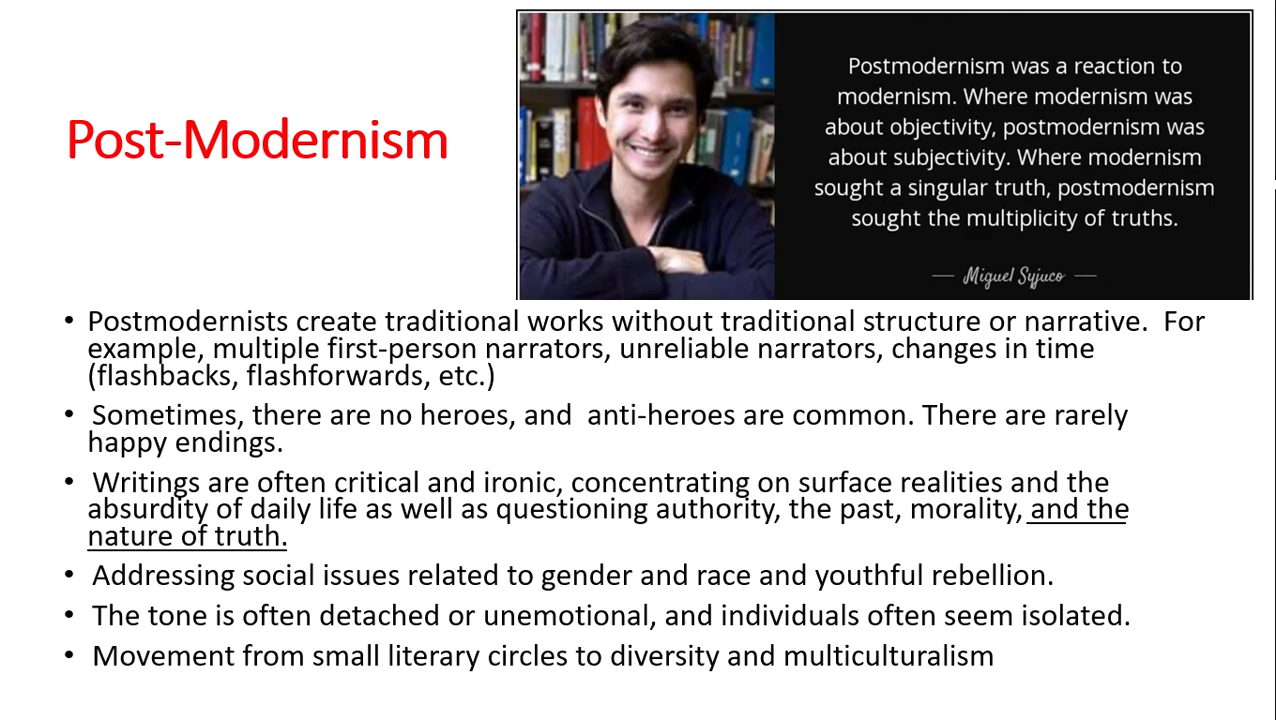 Post-Modernism
Postmodernism was a reaction to
modernism. Where modernism was
about objectivity, postmodernism was
about subjectivity. Where modernism
sought a singular truth, postmodernism
sought the multiplicity of truths.
— Miguel Syjuco —
• Postmodernists create traditional works without traditional structure or narrative.  For
example, multiple first-person narrators, unreliable narrators, changes in time
(flashbacks, flashforwards, etc.)
• Sometimes, there are no heroes, and  anti-heroes are common. There are rarely
happy endings.
• Writings are often critical and ironic, concentrating on surface realities and the
absurdity of daily life as well as questioning authority, the past, morality, and the
nature of truth.
• Addressing social issues related to gender and race and youthful rebellion.
• The tone is often detached or unemotional, and individuals often seem isolated.
• Movement from small literary circles to diversity and multiculturalism